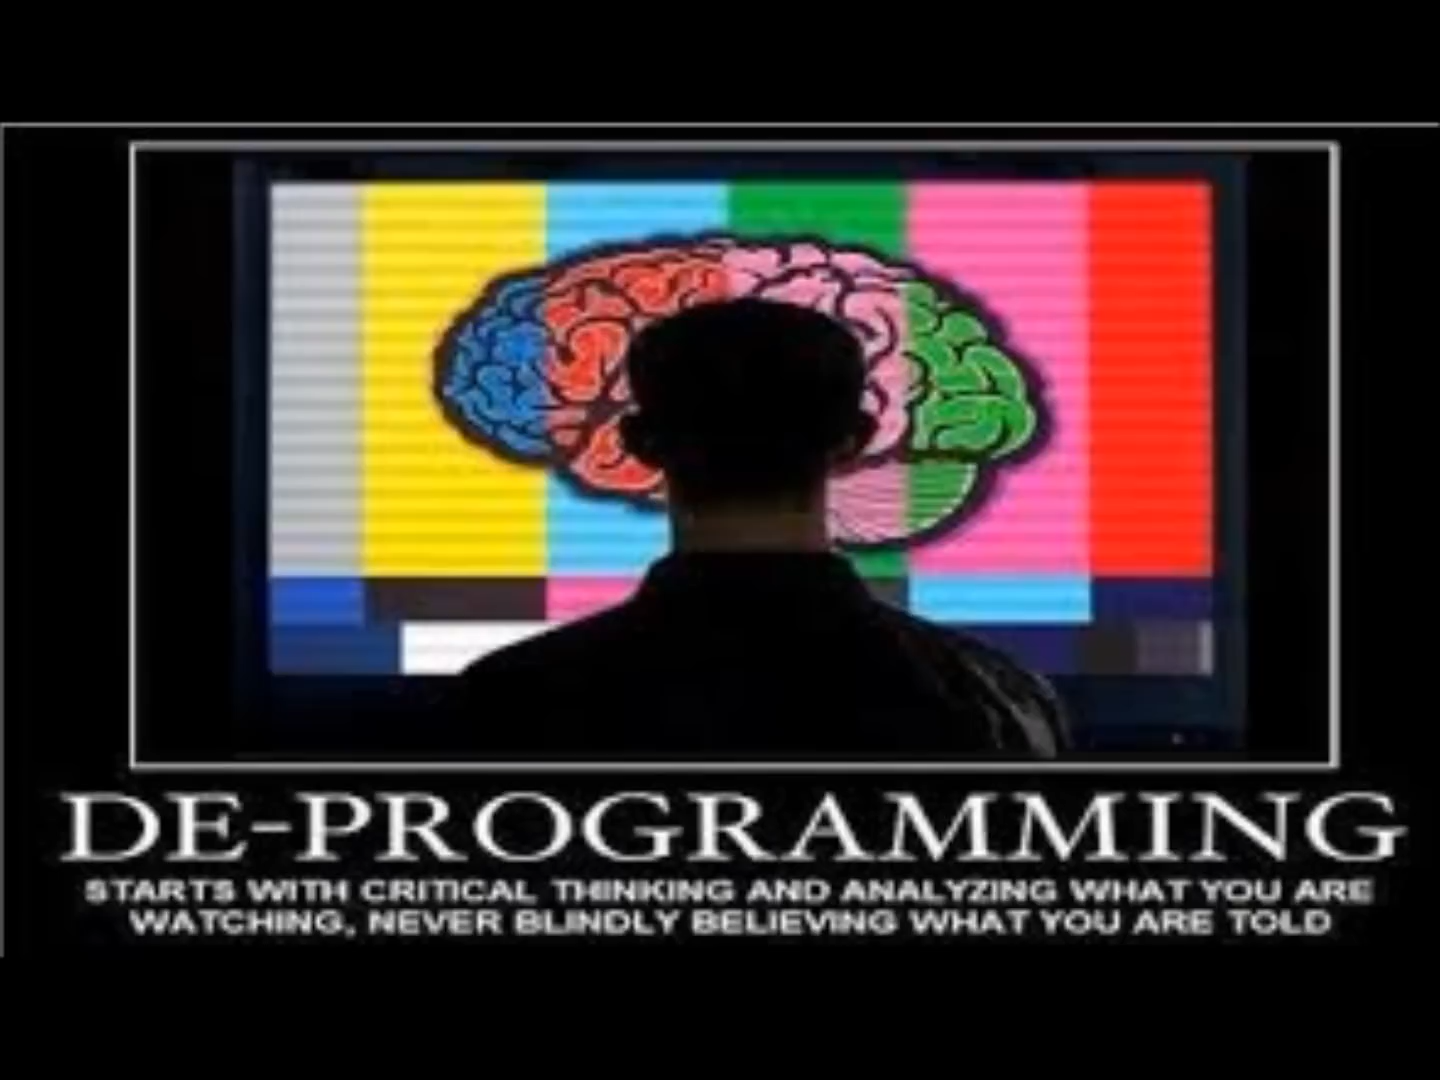 DE-PROGRAMMING
STARTS WITH CRITICAL THINKING AND ANALYZING WHAT YOU ARE
WATCHING, NEVER BLINDLY BELIEVING WHAT YOU ARE TOLD